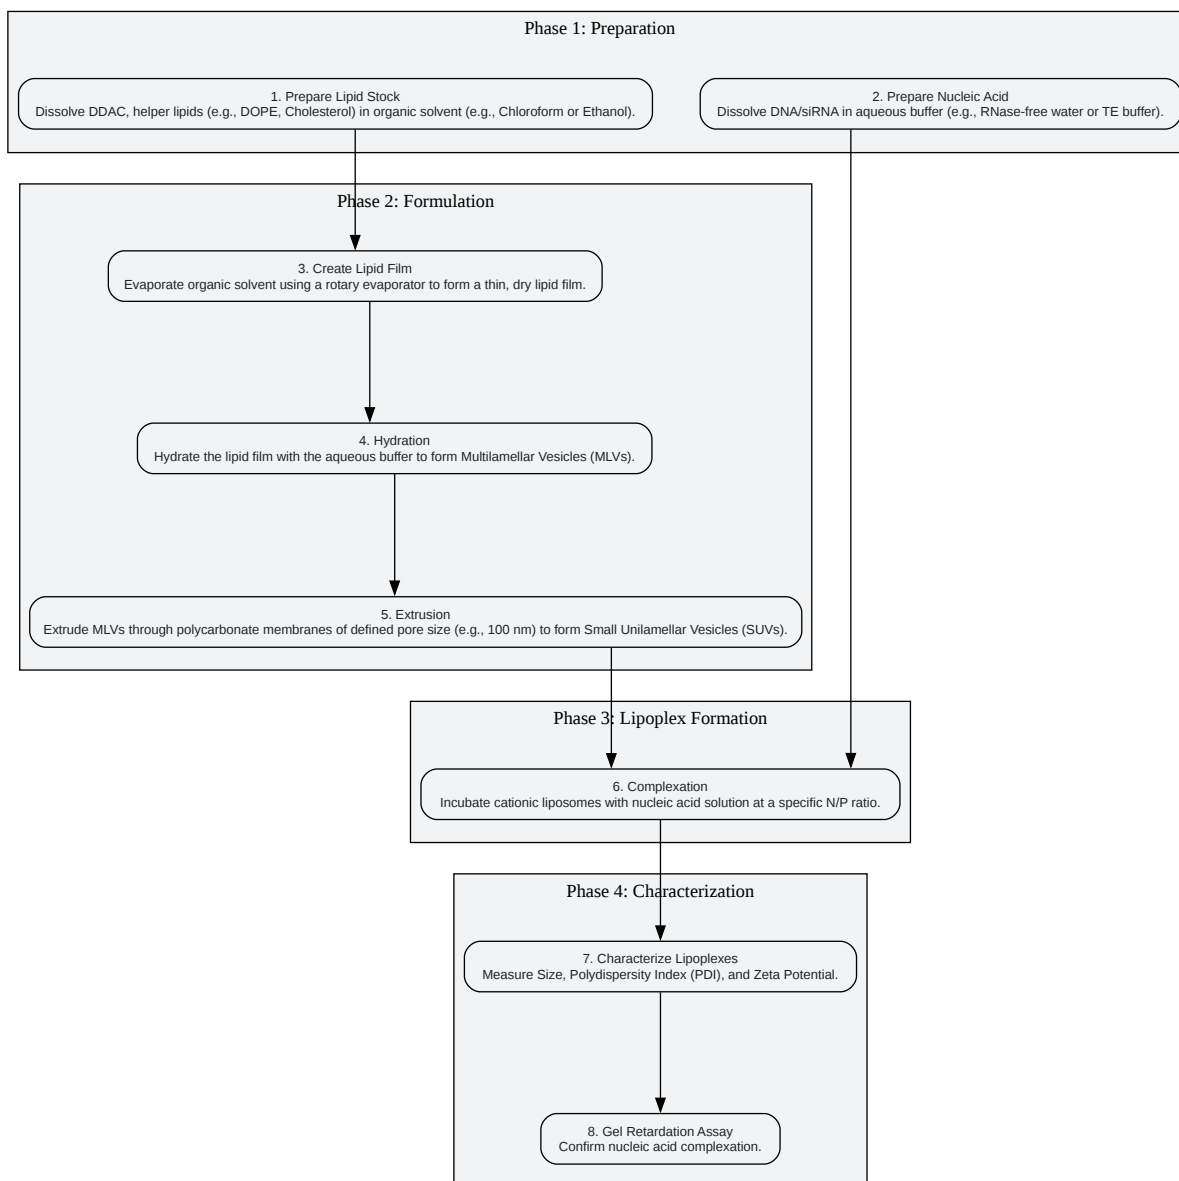 Phase 1: Preparation
1. Prepare Lipid Stock
Dissolve DDAC, helper lipids (e.g., DOPE, Cholesterol) in organic solvent (e.g., Chloroform or Ethanol).
2. Prepare Nucleic Acid
Dissolve DNA/siRNA in aqueous buffer (e.g., RNase-free water or TE buffer).
Phase 2: Formulation
3. Create Lipid Film
Evaporate organic solvent using a rotary evaporator to form a thin, dry lipid film.
4. Hydration
Hydrate the lipid film with the aqueous buffer to form Multilamellar Vesicles (MLVs).
5. Extrusion
Extrude MLVs through polycarbonate membranes of defined pore size (e.g., 100 nm) to form Small Unilamellar Vesicles (SUVs).
Phase 3: Lipoplex Formation
6. Complexation
Incubate cationic liposomes with nucleic acid solution at a specific N/P ratio.
Phase 4: Characterization
7. Characterize Lipoplexes
Measure Size, Polydispersity Index (PDI), and Zeta Potential.
8. Gel Retardation Assay
Confirm nucleic acid complexation.